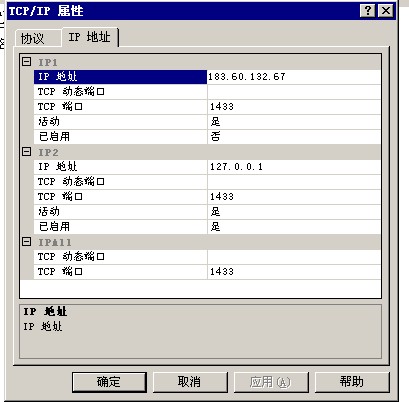 TCP/IP 属性
协议
IP 地址
IP1
IP 地址 183.60.132.67
TCP 动态端口
TCP 端口 1433
活动 是
已启用 否
IP2
IP 地址 127.0.0.1
TCP 动态端口
TCP 端口 1433
活动 是
已启用 是
IPAll
TCP 动态端口
TCP 端口 1433
IP 地址
IP 地址
确定 取消 应用(A) 帮助